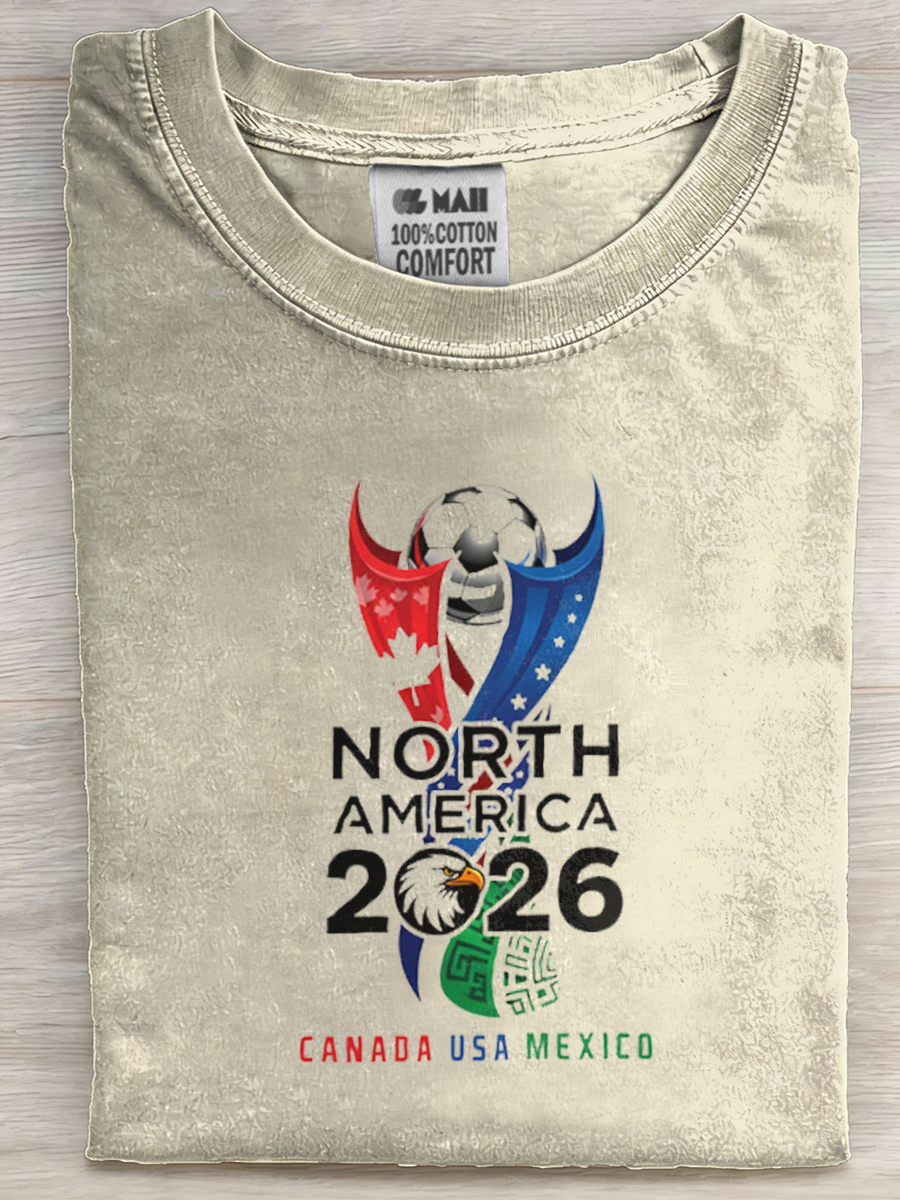 MAII
100%COTTON
COMFORT
NORTH
AMERICA
2026
CANADA USA MEXICO